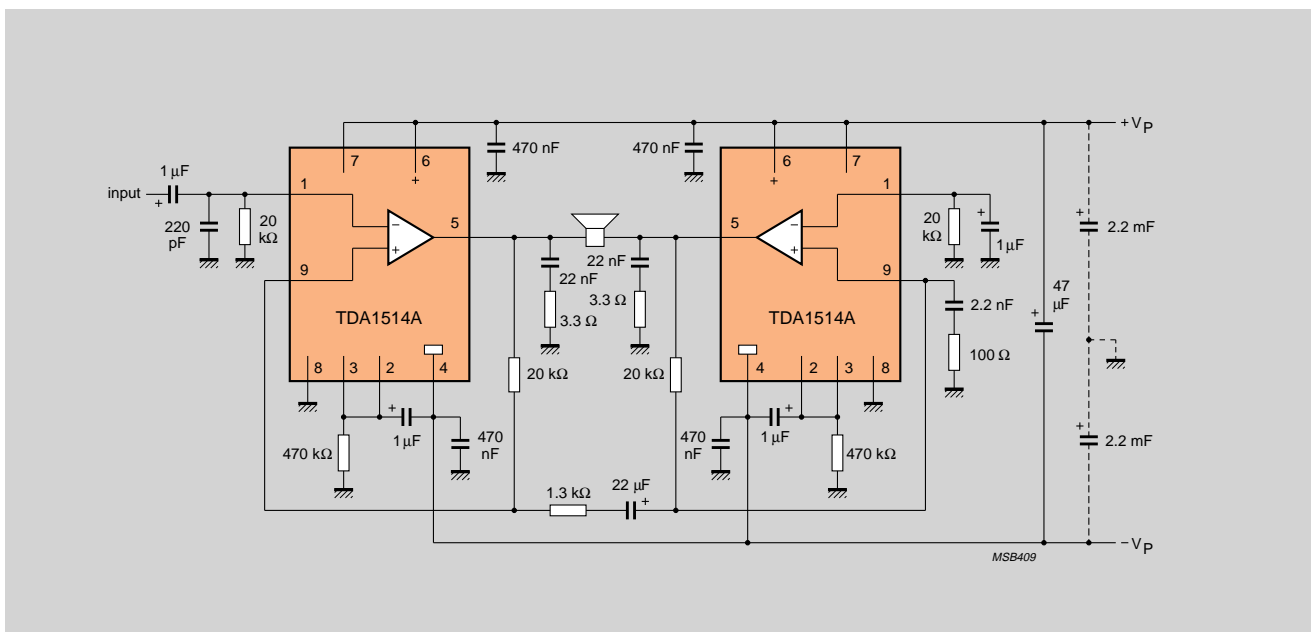 +VP
7
6
+
470 nF
470 nF
6
+
7
1 µF
input
+
1
220
pF
20
kΩ
−
+
9
TDA1514A
5
22 nF
3.3 Ω
22 nF
3.3 Ω
5
1
−
+
9
TDA1514A
20
kΩ
+
1 µF
2.2 nF
100 Ω
47
µF
+
+
2.2 mF
+
2.2 mF
8
3
2
4
20 kΩ
20 kΩ
4
2
3
8
+
1 µF
470 kΩ
470
nF
470
nF
+
1 µF
470 kΩ
1.3 kΩ
22 µF
+
−VP
MSB409